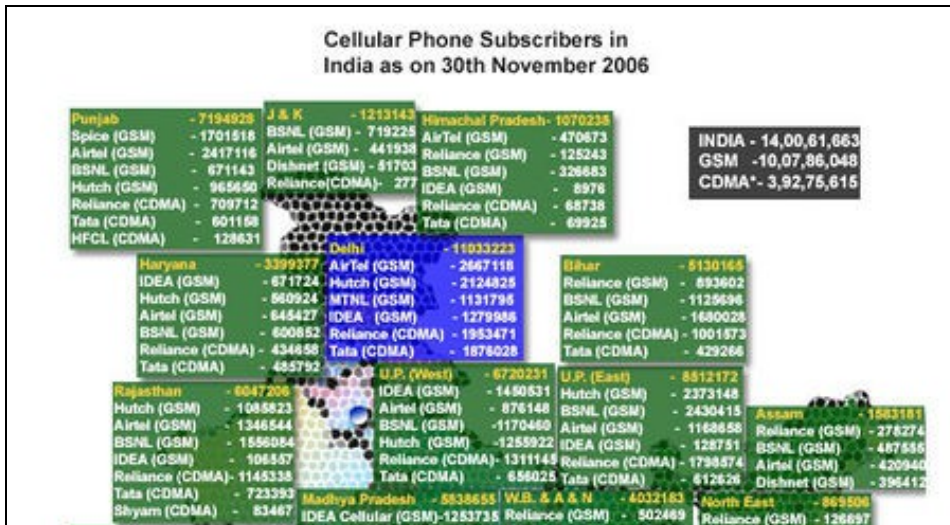 Cellular Phone Subscribers in
India as on 30th November 2006
Punjab - 7194928
Spice (GSM) - 1701518
Airtel (GSM) - 2417116
BSNL (GSM) - 671143
Hutch (GSM) - 965650
Reliance (CDMA) - 709712
Tata (CDMA) - 601158
HFCL (CDMA) - 128631
J & K - 1213143
BSNL (GSM) - 719225
Airtel (GSM) - 441938
Dishnet (GSM) - 51703
Reliance(CDMA)- 277
Himachal Pradesh- 1070238
AirTel (GSM) - 470673
Reliance (GSM) - 125243
BSNL (GSM) - 326683
IDEA (GSM) - 8976
Reliance (CDMA) - 68738
Tata (CDMA) - 69925
INDIA - 14,00,61,663
GSM -10,07,86,048
CDMA*- 3,92,75,615
Haryana - 3399377
IDEA (GSM) - 671724
Hutch (GSM) - 560924
Airtel (GSM) - 645427
BSNL (GSM) - 600852
Reliance (CDMA) - 434658
Tata (CDMA) - 485792
Delhi - 11033223
AirTel (GSM) - 2667118
Hutch (GSM) - 2124825
MTNL (GSM) - 1131795
IDEA (GSM) - 1279986
Reliance (CDMA) - 1953471
Tata (CDMA) - 1876028
Bihar - 5130165
Reliance (GSM) - 893602
BSNL (GSM) - 1125696
Airtel (GSM) - 1680028
Reliance (CDMA) - 1001573
Tata (CDMA) - 429266
Rajasthan - 6047206
Hutch (GSM) - 1085823
Airtel (GSM) - 1346544
BSNL (GSM) - 1556084
IDEA (GSM) - 106557
Reliance (CDMA) - 1145338
Tata (CDMA) - 723393
Shyam (CDMA) - 83467
U.P. (West) - 6720231
IDEA (GSM) - 1450531
Airtel (GSM) - 876148
BSNL (GSM) -1170460
Hutch (GSM) -1255922
Reliance (CDMA)- 1311145
Tata (CDMA) - 656025
U.P. (East) - 8512172
Hutch (GSM) - 2373148
BSNL (GSM) - 2430415
Airtel (GSM) - 1168658
IDEA (GSM) - 128751
Reliance (CDMA) - 1798574
Tata (CDMA) - 612626
Assam - 1583181
Reliance (GSM) - 278274
BSNL (GSM) - 487555
Airtel (GSM) - 420940
Dishnet (GSM) - 396412
Madhya Pradesh - 5838655
IDEA Cellular (GSM)-1253735
W.B. & A & N - 4032183
Reliance (GSM) - 502469
North East - 869506
Reliance (GSM) - 126697